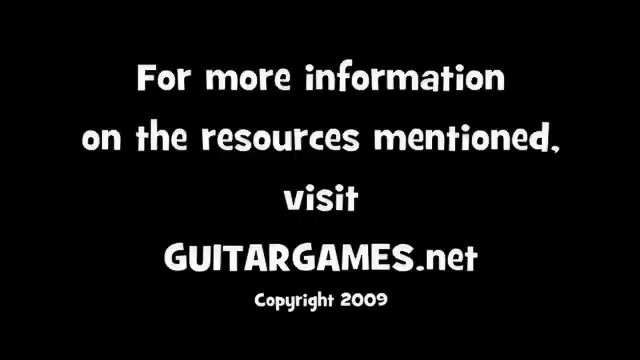 For more information
on the resources mentioned,
visit
GUITARGAMES.net
Copyright 2009